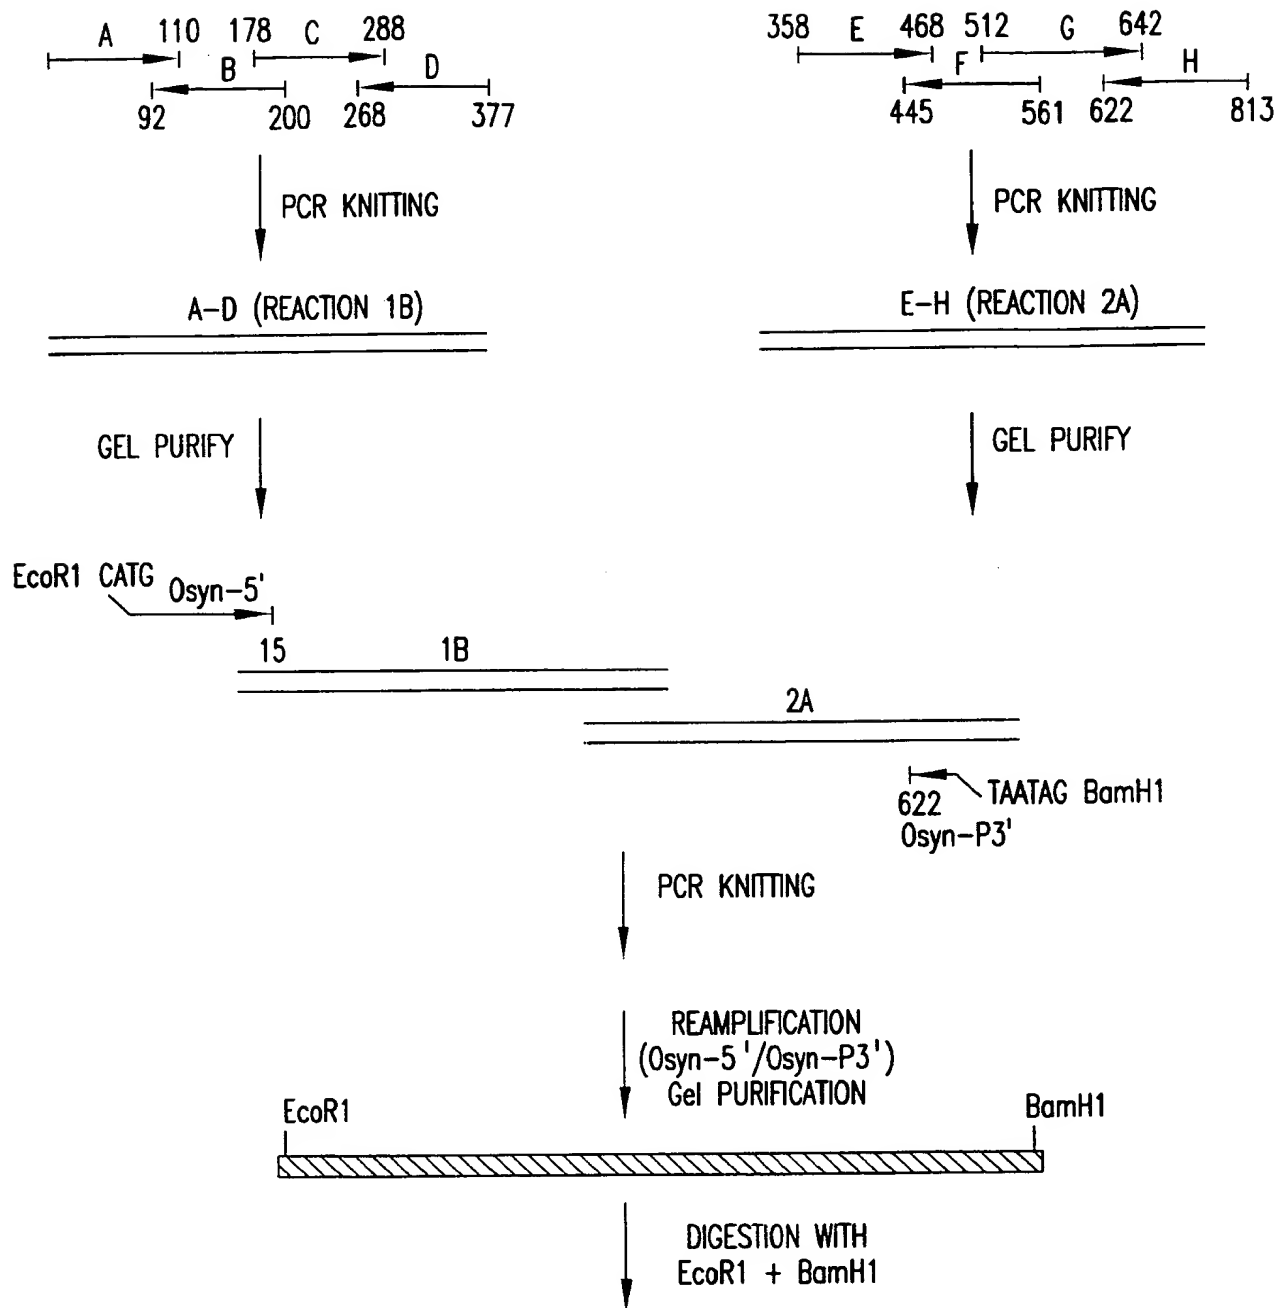 A 110 178 C 288
B D
92 200 268 377
358 E 468 512 G 642
F H
445 561 622 813
PCR KNITTING
PCR KNITTING
A-D (REACTION 1B)
E-H (REACTION 2A)
GEL PURIFY
GEL PURIFY
EcoR1 CATG Osyn-5'
15 1B
2A
622 TAATAG BamH1
Osyn-P3'
PCR KNITTING
REAMPLIFICATION
(Osyn-5'/Osyn-P3')
Gel PURIFICATION
EcoR1 BamH1
DIGESTION WITH
EcoR1 + BamH1